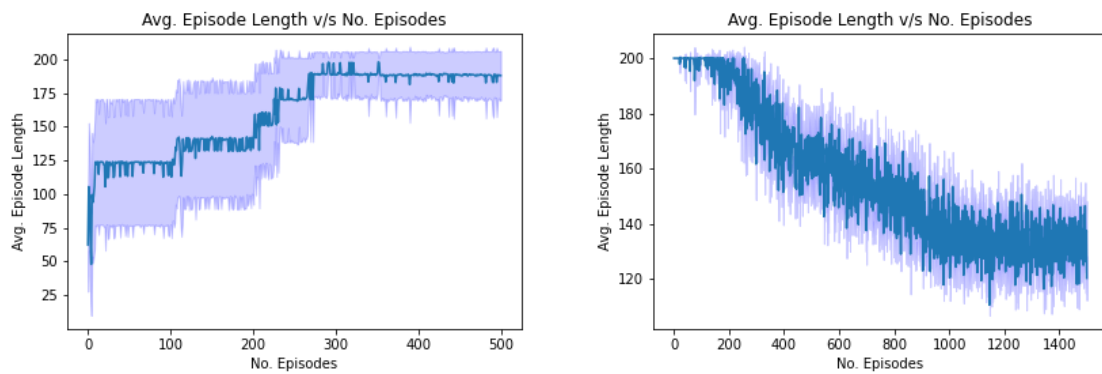 Avg. Episode Length v/s No. Episodes
Avg. Episode Length
200
175
150
125
100
75
50
25
0 100 200 300 400 500
No. Episodes
Avg. Episode Length v/s No. Episodes
Avg. Episode Length
200
180
160
140
120
0 200 400 600 800 1000 1200 1400
No. Episodes